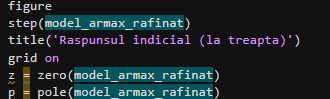 figure
step(model_armax_rafinat)
title('Raspunsul indicial (la treapta)')
grid on
z = zero(model_armax_rafinat)
p = pole(model_armax_rafinat)